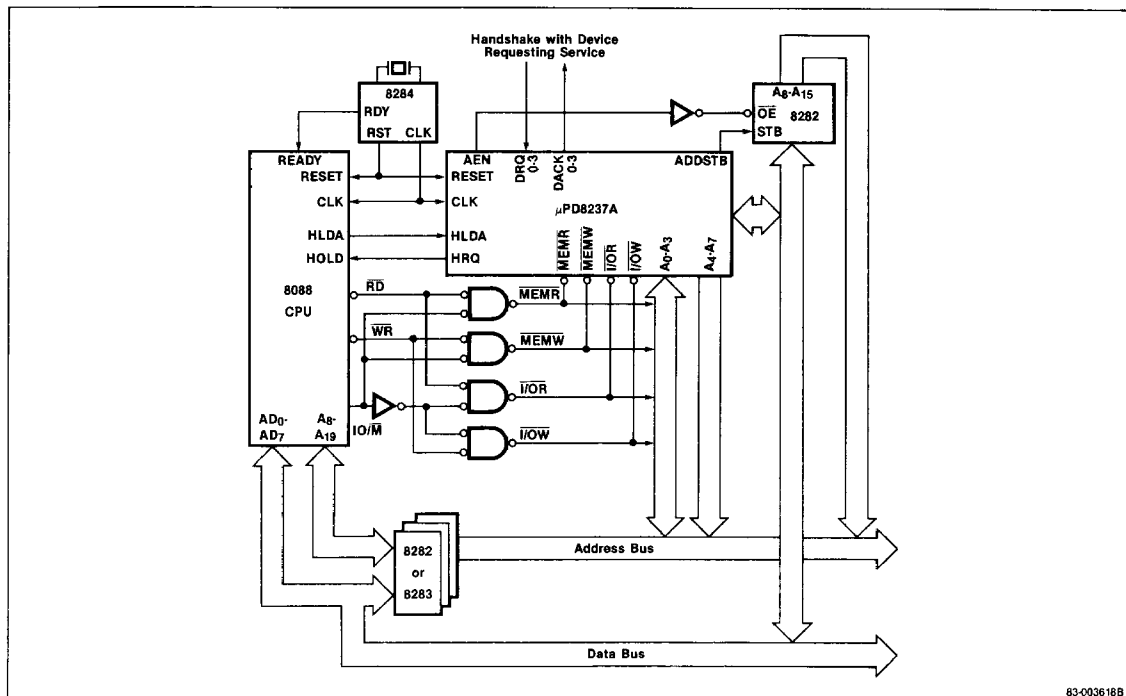 Handshake with Device
Requesting Service
8284
RDY
RST CLK
A8-A15
OE
8282
STB
READY
RESET
CLK
HLDA
HOLD
8088
CPU
RD
WR
IO/M
AD0-
AD7
A8-
A19
AEN
DRQ
0-3
DACK
0-3
ADDSTB
RESET
CLK
HLDA
HRQ
μPD8237A
MEMR
MEMW
I/OR
I/OW
A0-A3
A4-A7
MEMR
MEMW
I/OR
I/OW
8282
or
8283
Address Bus
Data Bus
83-003618B